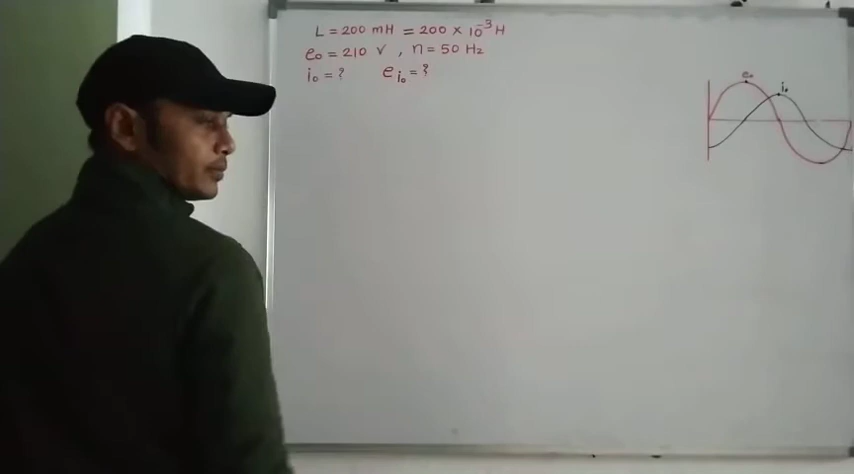 L = 200 mH = 200 × 10⁻³ H
e₀ = 210 V , n = 50 Hz
i₀ = ? e_i₀ = ?
e₀
i₀